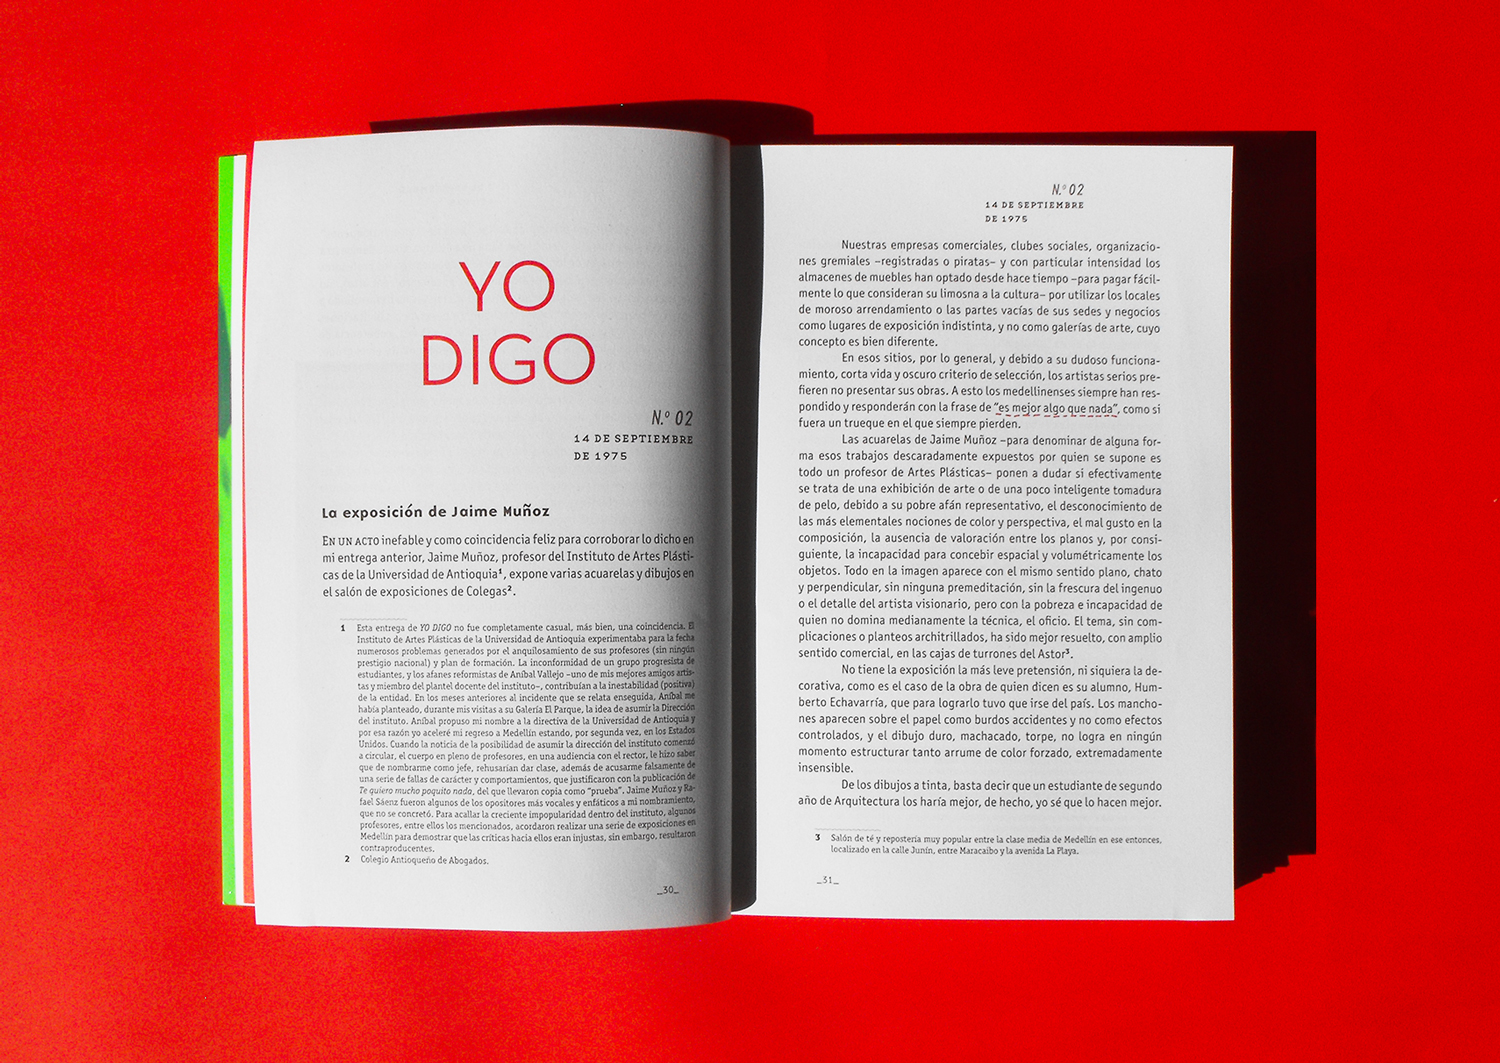 YO
DIGO
N.º 02
14 DE SEPTIEMBRE
DE 1975
La exposición de Jaime Muñoz
EN UN ACTO inefable y como coincidencia feliz para corroborar lo dicho en
mi entrega anterior, Jaime Muñoz, profesor del Instituto de Artes Plásti-
cas de la Universidad de Antioquia¹, expone varias acuarelas y dibujos en
el salón de exposiciones de Colegas².
1 Esta entrega de YO DIGO no fue completamente casual, más bien, una coincidencia. El
Instituto de Artes Plásticas de la Universidad de Antioquia experimentaba para la fecha
numerosos problemas generados por el anquilosamiento de sus profesores (sin ningún
prestigio nacional) y plan de formación. La inconformidad de un grupo progresista de
estudiantes, y los afanes reformistas de Aníbal Vallejo –uno de mis mejores amigos artis-
tas y miembro del plantel docente del instituto–, contribuían a la inestabilidad (positiva)
de la entidad. En los meses anteriores al incidente que se relata enseguida, Aníbal me
había planteado, durante mis visitas a su Galería El Parque, la idea de asumir la Dirección
del instituto. Aníbal propuso mi nombre a la directiva de la Universidad de Antioquia y
por esa razón yo aceleré mi regreso a Medellín estando, por segunda vez, en los Estados
Unidos. Cuando la noticia de la posibilidad de asumir la dirección del instituto comenzó
a circular, el cuerpo en pleno de profesores, en una audiencia con el rector, le hizo saber
que de nombrarme como jefe, rehusarían dar clase, además de acusarme falsamente de
una serie de fallas de carácter y comportamientos, que justificaron con la publicación de
Te quiero mucho poquito nada, del que llevaron copia como “prueba”. Jaime Muñoz y Ra-
fael Sáenz fueron algunos de los opositores más vocales y enfáticos a mi nombramiento,
que no se concretó. Para acallar la creciente impopularidad dentro del instituto, algunos
profesores, entre ellos los mencionados, acordaron realizar una serie de exposiciones en
Medellín para demostrar que las críticas hacia ellos eran injustas, sin embargo, resultaron
contraproducentes.
2 Colegio Antioqueño de Abogados.
_30_
N.º 02
14 DE SEPTIEMBRE
DE 1975
Nuestras empresas comerciales, clubes sociales, organizacio-
nes gremiales –registradas o piratas– y con particular intensidad los
almacenes de muebles han optado desde hace tiempo –para pagar fácil-
mente lo que consideran su limosna a la cultura– por utilizar los locales
de moroso arrendamiento o las partes vacías de sus sedes y negocios
como lugares de exposición indistinta, y no como galerías de arte, cuyo
concepto es bien diferente.
En esos sitios, por lo general, y debido a su dudoso funciona-
miento, corta vida y oscuro criterio de selección, los artistas serios pre-
fieren no presentar sus obras. A esto los medellinenses siempre han res-
pondido y responderán con la frase de “es mejor algo que nada”, como si
fuera un trueque en el que siempre pierden.
Las acuarelas de Jaime Muñoz –para denominar de alguna for-
ma esos trabajos descaradamente expuestos por quien se supone es
todo un profesor de Artes Plásticas– ponen a dudar si efectivamente
se trata de una exhibición de arte o de una poco inteligente tomadura
de pelo, debido a su pobre afán representativo, el desconocimiento de
las más elementales nociones de color y perspectiva, el mal gusto en la
composición, la ausencia de valoración entre los planos y, por consi-
guiente, la incapacidad para concebir espacial y volumétricamente los
objetos. Todo en la imagen aparece con el mismo sentido plano, chato
y perpendicular, sin ninguna premeditación, sin la frescura del ingenuo
o el detalle del artista visionario, pero con la pobreza e incapacidad de
quien no domina medianamente la técnica, el oficio. El tema, sin com-
plicaciones o planteos architrillados, ha sido mejor resuelto, con amplio
sentido comercial, en las cajas de turrones del Astor³.
No tiene la exposición la más leve pretensión, ni siquiera la de-
corativa, como es el caso de la obra de quien dicen es su alumno, Hum-
berto Echavarría, que para lograrlo tuvo que irse del país. Los mancho-
nes aparecen sobre el papel como burdos accidentes y no como efectos
controlados, y el dibujo duro, machacado, torpe, no logra en ningún
momento estructurar tanto arrume de color forzado, extremadamente
insensible.
De los dibujos a tinta, basta decir que un estudiante de segundo
año de Arquitectura los haría mejor, de hecho, yo sé que lo hacen mejor.
3 Salón de té y repostería muy popular entre la clase media de Medellín en ese entonces,
localizado en la calle Junín, entre Maracaibo y la avenida La Playa.
_31_